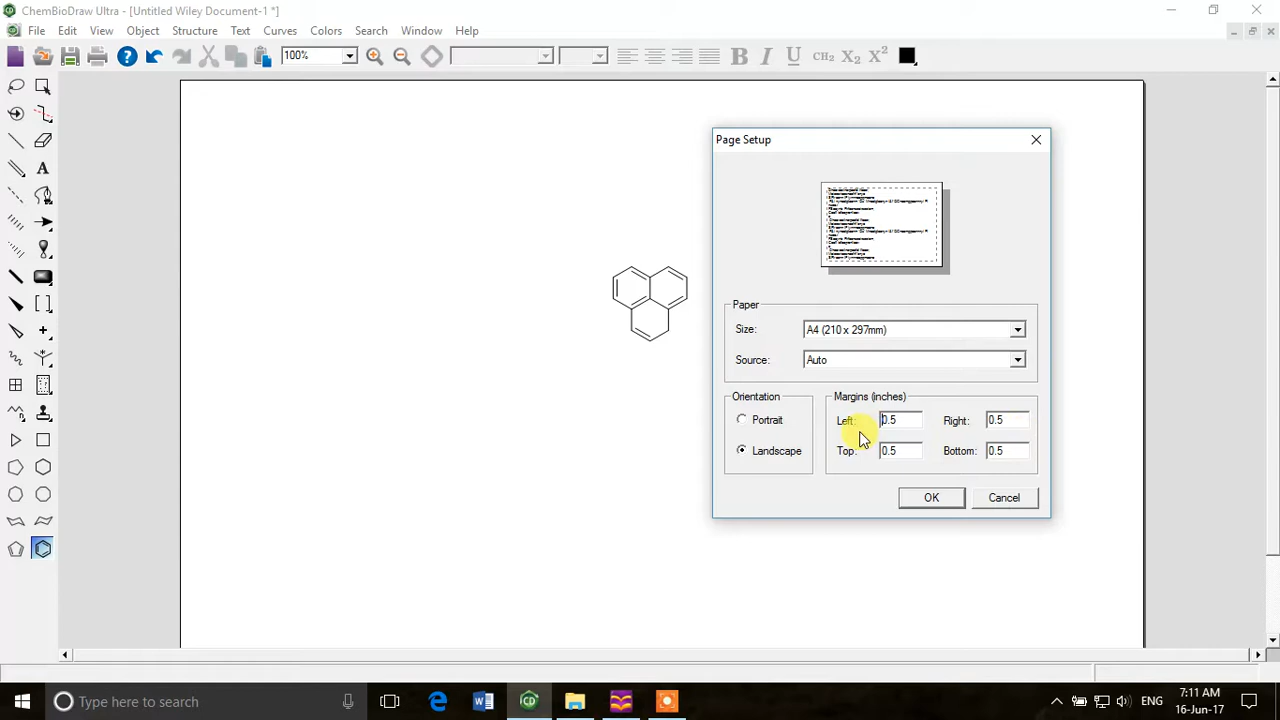 ChemBioDraw Ultra - [Untitled Wiley Document-1 *]
File Edit View Object Structure Text Curves Colors Search Window Help
100%
B I U CH2 X2 X²
A
Page Setup
Paper
Size: A4 (210 x 297mm)
Source: Auto
Orientation
Portrait
Landscape
Margins (inches)
Left: 0.5 Right: 0.5
Top: 0.5 Bottom: 0.5
OK Cancel
Type here to search
ENG
7:11 AM
16-Jun-17